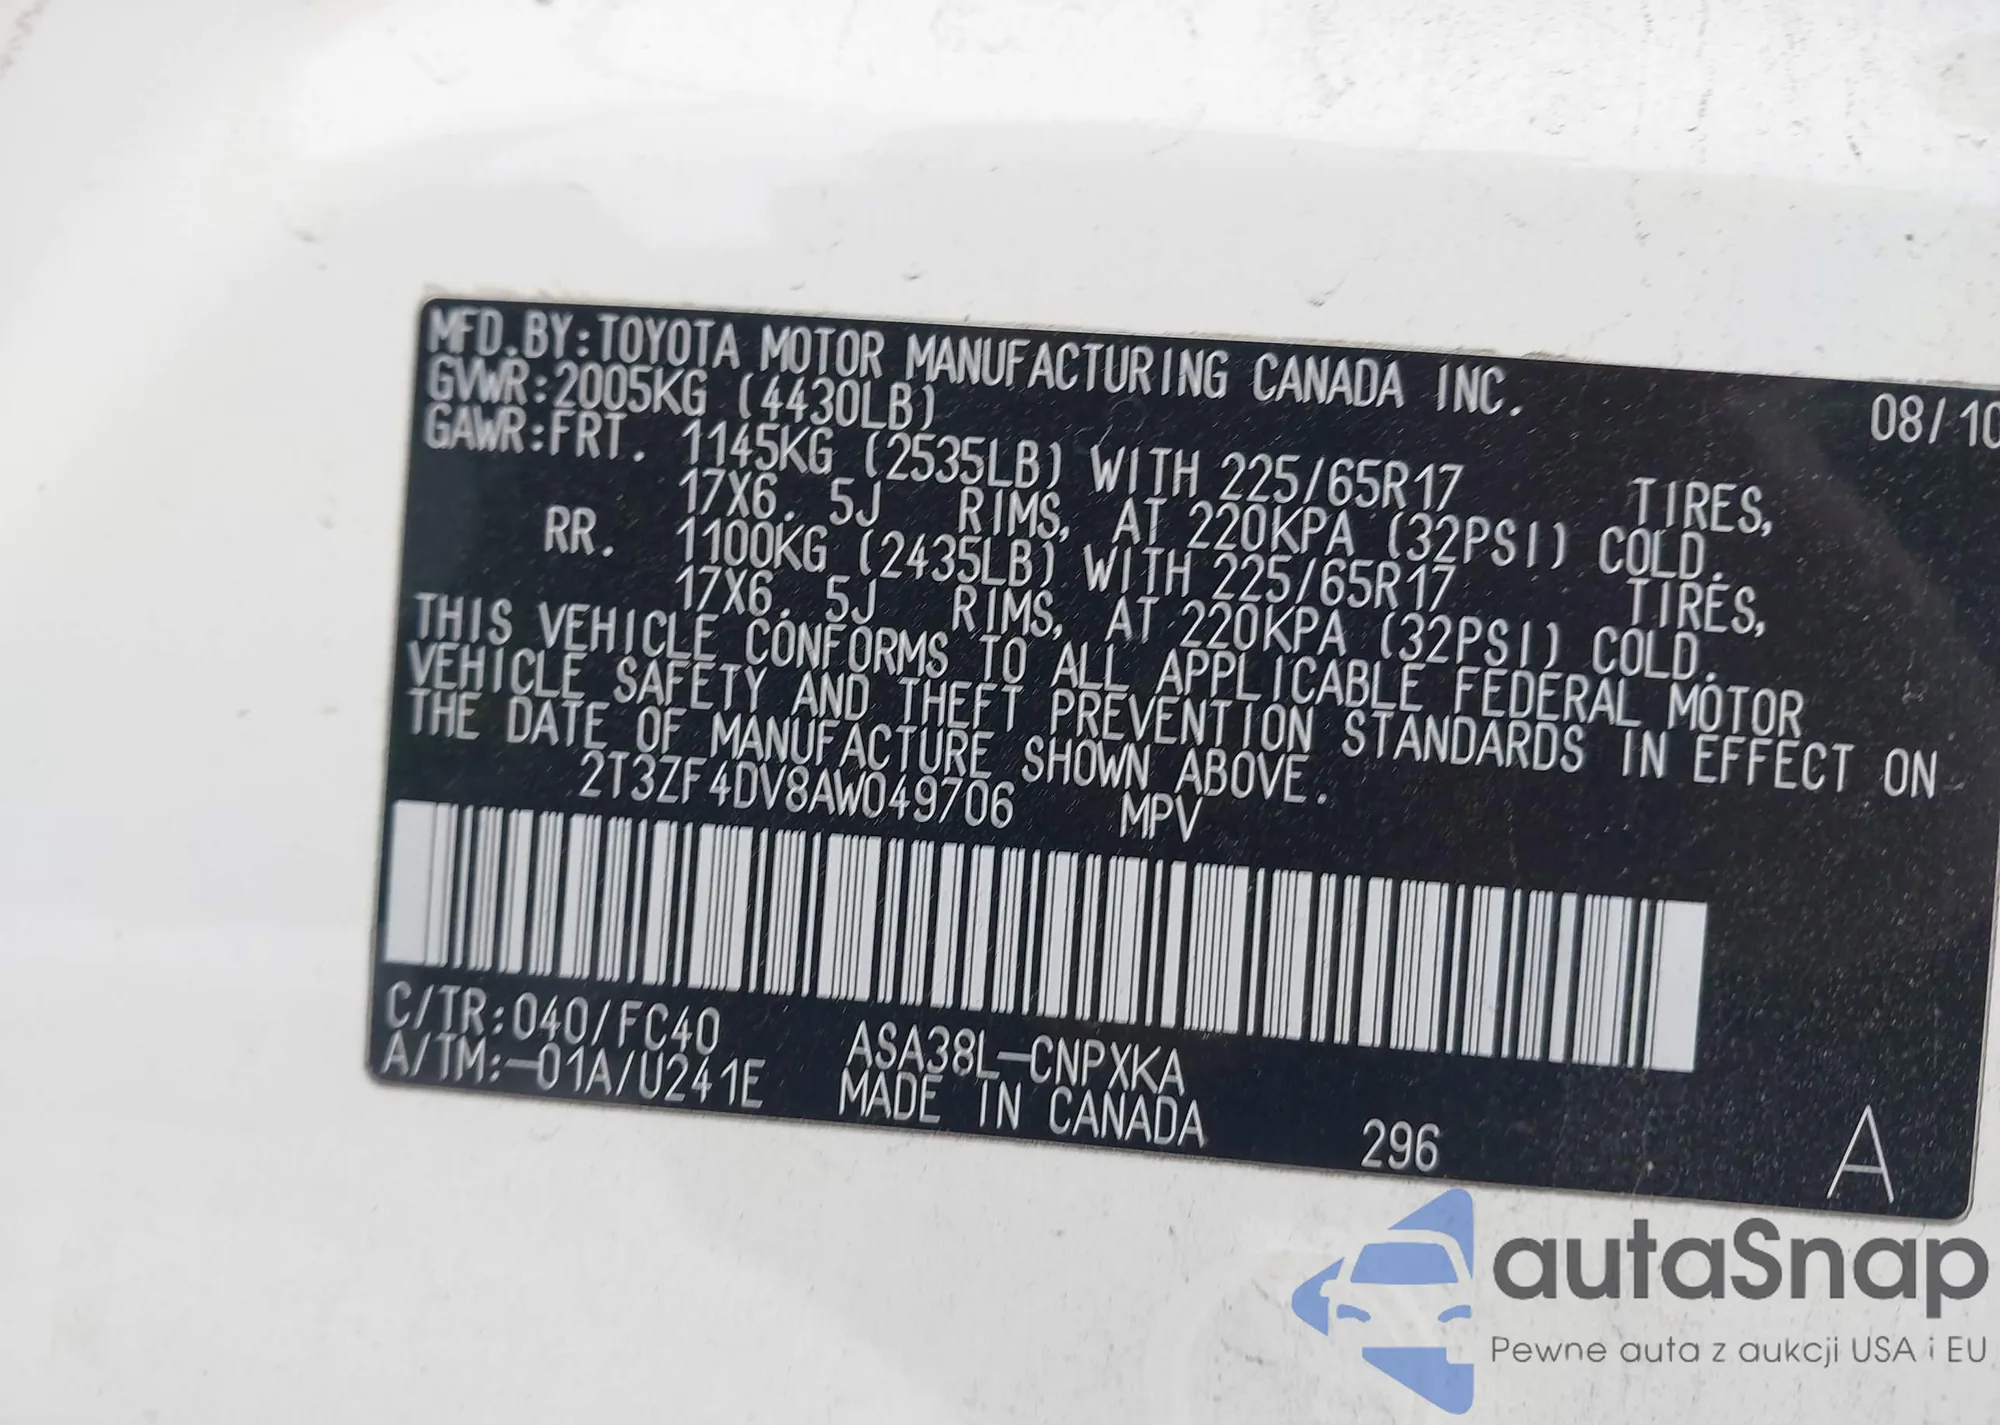 MFD.BY:TOYOTA MOTOR MANUFACTURING CANADA INC. 08/10
GVWR:2005KG (4430LB)
GAWR:FRT. 1145KG (2535LB) WITH 225/65R17 TIRES,
17X6. 5J RIMS, AT 220KPA (32PSI) COLD.
RR. 1100KG (2435LB) WITH 225/65R17 TIRES,
17X6. 5J RIMS, AT 220KPA (32PSI) COLD.
THIS VEHICLE CONFORMS TO ALL APPLICABLE FEDERAL MOTOR
VEHICLE SAFETY AND THEFT PREVENTION STANDARDS IN EFFECT ON
THE DATE OF MANUFACTURE SHOWN ABOVE.
2T3ZF4DV8AW049706 MPV
C/TR:040/FC40 ASA38L-CNPXKA
A/TM:-01A/U241E MADE IN CANADA 296 A
autaSnap
Pewne auta z aukcji USA i EU